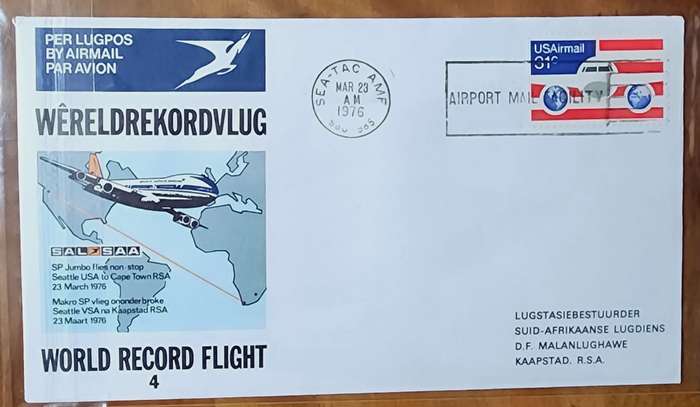 PER LUGPOS
BY AIRMAIL
PAR AVION
WÊRELDREKORDVLUG
SAL SAA
SP Jumbo flies non-stop
Seattle USA to Cape Town RSA
23 March 1976
Makro SP vlieg ononderbroke
Seattle VSA na Kaapstad RSA
23 Maart 1976
WORLD RECORD FLIGHT
4
SEA-TAC AMF
MAR 23
AM
1976
USAirmail
31c
AIRPORT MAIL
LUGSTASIEBESTUURDER
SUID-AFRIKAANSE LUGDIENS
D.F. MALANLUGHAWE
KAAPSTAD. R.S.A.